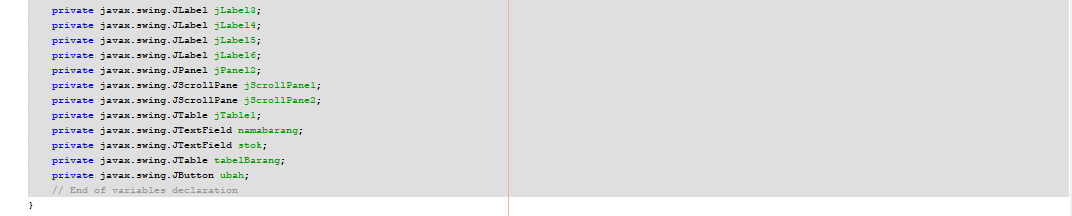 private javax.swing.JLabel jLabel3;
private javax.swing.JLabel jLabel4;
private javax.swing.JLabel jLabel5;
private javax.swing.JLabel jLabel6;
private javax.swing.JPanel jPanel2;
private javax.swing.JScrollPane jScrollPane1;
private javax.swing.JScrollPane jScrollPane2;
private javax.swing.JTable jTable1;
private javax.swing.JTextField namabarang;
private javax.swing.JTextField stok;
private javax.swing.JTable tabelBarang;
private javax.swing.JButton ubah;
// End of variables declaration
}